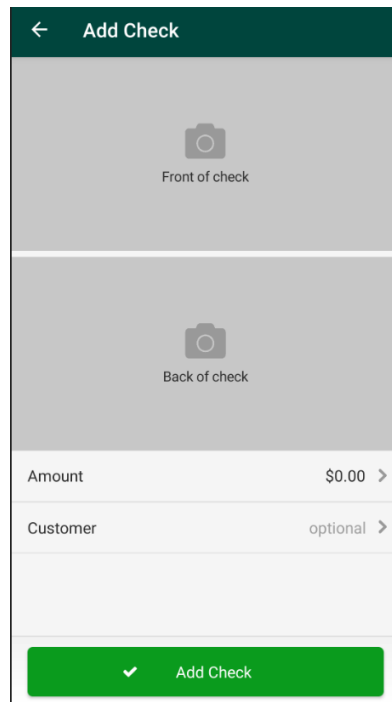 Add Check
Front of check
Back of check
Amount $0.00
Customer optional
Add Check